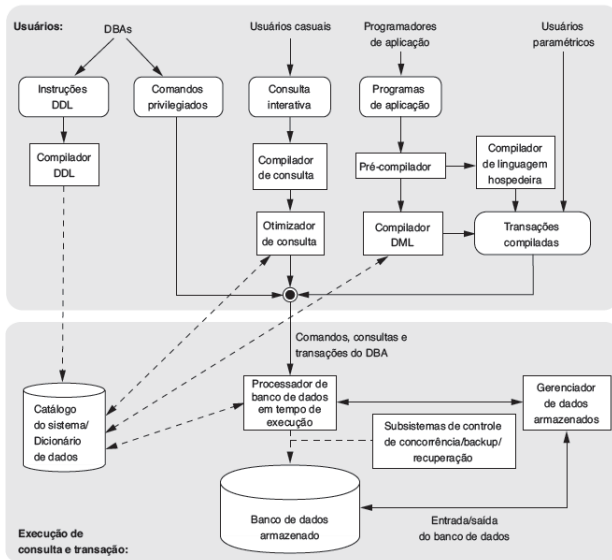 Usuários:
DBAs
Usuários casuais
Programadores
de aplicação
Usuários
paramétricos
Instruções
DDL
Comandos
privilegiados
Consulta
interativa
Programas
de aplicação
Compilador
DDL
Compilador
de consulta
Pré-compilador
Compilador
de linguagem
hospedeira
Otimizador
de consulta
Compilador
DML
Transações
compiladas
Comandos, consultas e
transações do DBA
Catálogo
do sistema/
Dicionário
de dados
Processador de
banco de dados
em tempo de
execução
Gerenciador
de dados
armazenados
Subsistemas de controle
de concorrência/backup/
recuperação
Banco de dados
armazenado
Entrada/saída
do banco de dados
Execução de
consulta e transação: